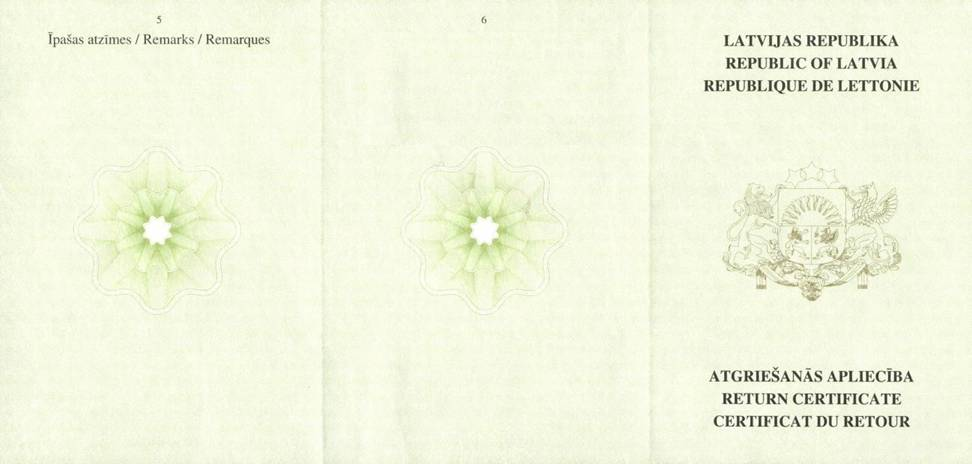 5
Īpašas atzīmes / Remarks / Remarques
6
LATVIJAS REPUBLIKA
REPUBLIC OF LATVIA
REPUBLIQUE DE LETTONIE
ATGRIEŠANĀS APLIECĪBA
RETURN CERTIFICATE
CERTIFICAT DU RETOUR